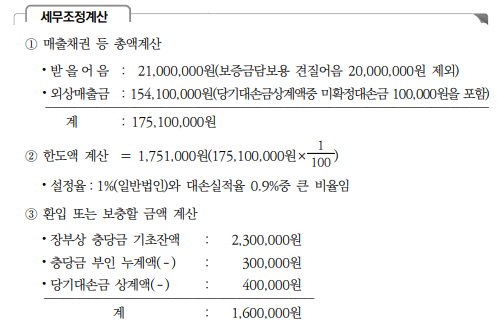 세무조정계산
① 매출채권 등 총액계산
• 받을어음 : 21,000,000원(보증금담보용 견질어음 20,000,000원 제외)
• 외상매출금 : 154,100,000원(당기대손금상계액중 미확정대손금 100,000원을 포함)
계 : 175,100,000원
② 한도액 계산 = 1,751,000원(175,100,000원×1/100)
• 설정율 : 1%(일반법인)와 대손실적율 0.9%중 큰 비율임
③ 환입 또는 보충할 금액 계산
• 장부상 충당금 기초잔액 : 2,300,000원
• 충당금 부인 누계액(-) : 300,000원
• 당기대손금 상계액(-) : 400,000원
계 : 1,600,000원